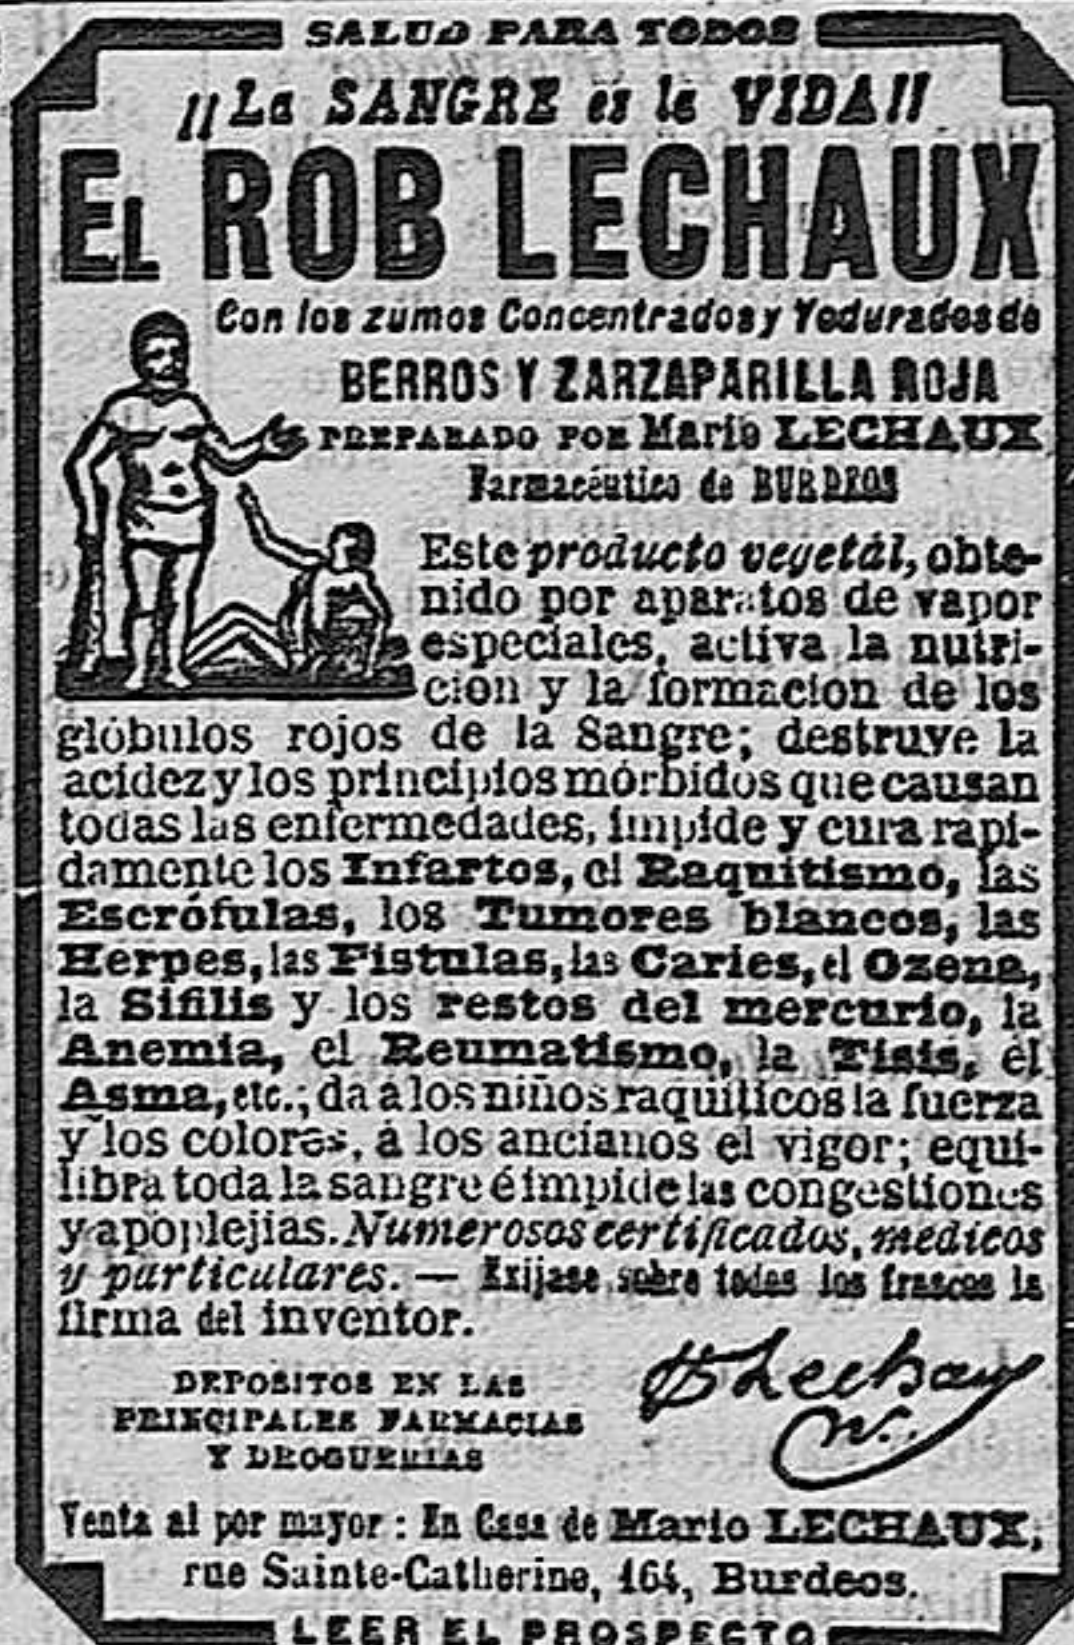 SALUD PARA TODOS
¡¡La SANGRE es la VIDA!!
EL ROB LECHAUX
Con los zumos Concentrados y Yodurados de
BERROS Y ZARZAPARILLA ROJA
PREPARADO POR Mario LECHAUX
Farmacéutico de BURDEOS
Este producto vegetál, obte-
nido por aparatos de vapor
especiales, activa la nutri-
cion y la formacion de los
glóbulos rojos de la Sangre; destruye la
acidez y los principios mórbidos que causan
todas las enfermedades, impide y cura rapi-
damente los Infartos, el Raquitismo, las
Escrófulas, los Tumores blancos, las
Herpes, las Fistulas, las Caries, el Ozena,
la Sifilis y los restos del mercurio, la
Anemia, el Reumatismo, la Tisis, el
Asma, etc.; da á los niños raquiticos la fuerza
y los colores, á los ancianos el vigor; equi-
libra toda la sangre é impide las congestiones
y apoplejias. Numerosos certificados, medicos
y particulares. — Exijase sobre todos los frascos la
firma del inventor.
DEPOSITOS EN LAS
PRINCIPALES FARMACIAS
Y DROGUERIAS
Lechaux
Venta al por mayor : En Casa de Mario LECHAUX,
rue Sainte-Catherine, 164, Burdeos.
LEER EL PROSPECTO